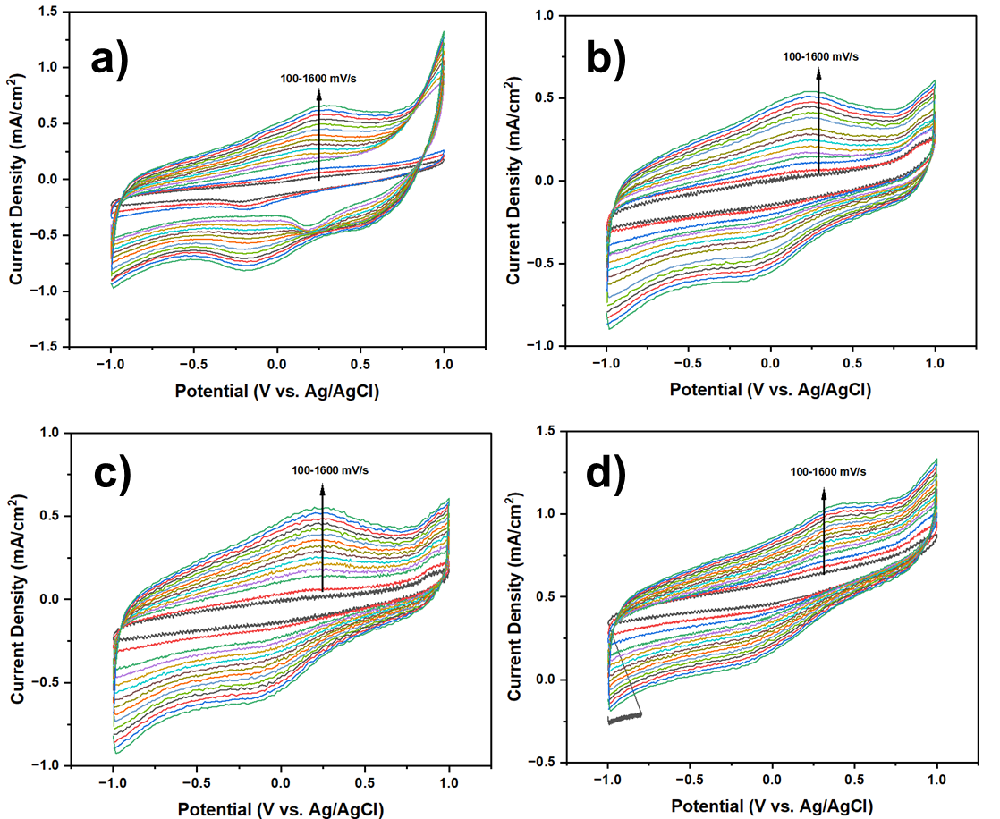 a)
100-1600 mV/s
1.5
1.0
0.5
0.0
−0.5
−1.0
−1.5
−1.0 −0.5 0.0 0.5 1.0
Current Density (mA/cm²)
Potential (V vs. Ag/AgCl)
b)
100-1600 mV/s
1.0
0.5
0.0
−0.5
−1.0
−1.0 −0.5 0.0 0.5 1.0
Current Density (mA/cm²)
Potential (V vs. Ag/AgCl)
c)
100-1600 mV/s
1.0
0.5
0.0
−0.5
−1.0
−1.0 −0.5 0.0 0.5 1.0
Current Density (mA/cm²)
Potential (V vs. Ag/AgCl)
d)
100-1600 mV/s
1.5
1.0
0.5
0.0
−0.5
−1.0 −0.5 0.0 0.5 1.0
Current Density (mA/cm²)
Potential (V vs. Ag/AgCl)